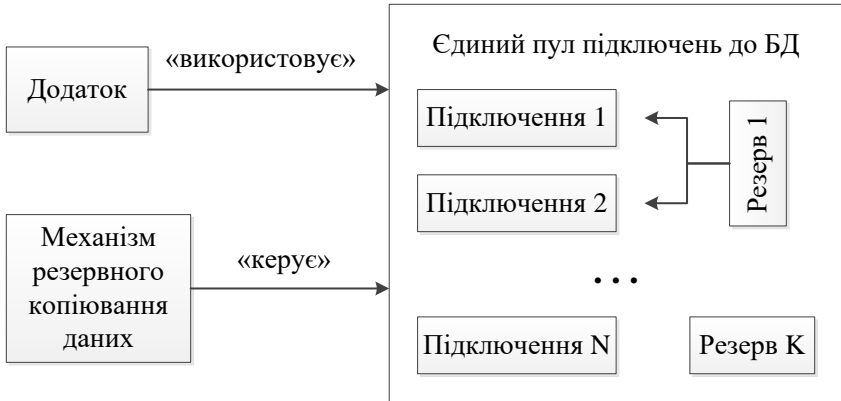 Єдиний пул підключень до БД
«використовує»
Додаток
Підключення 1
Резерв 1
Підключення 2
Механізм
резервного
копіювання
даних
«керує»
...
Підключення N
Резерв K